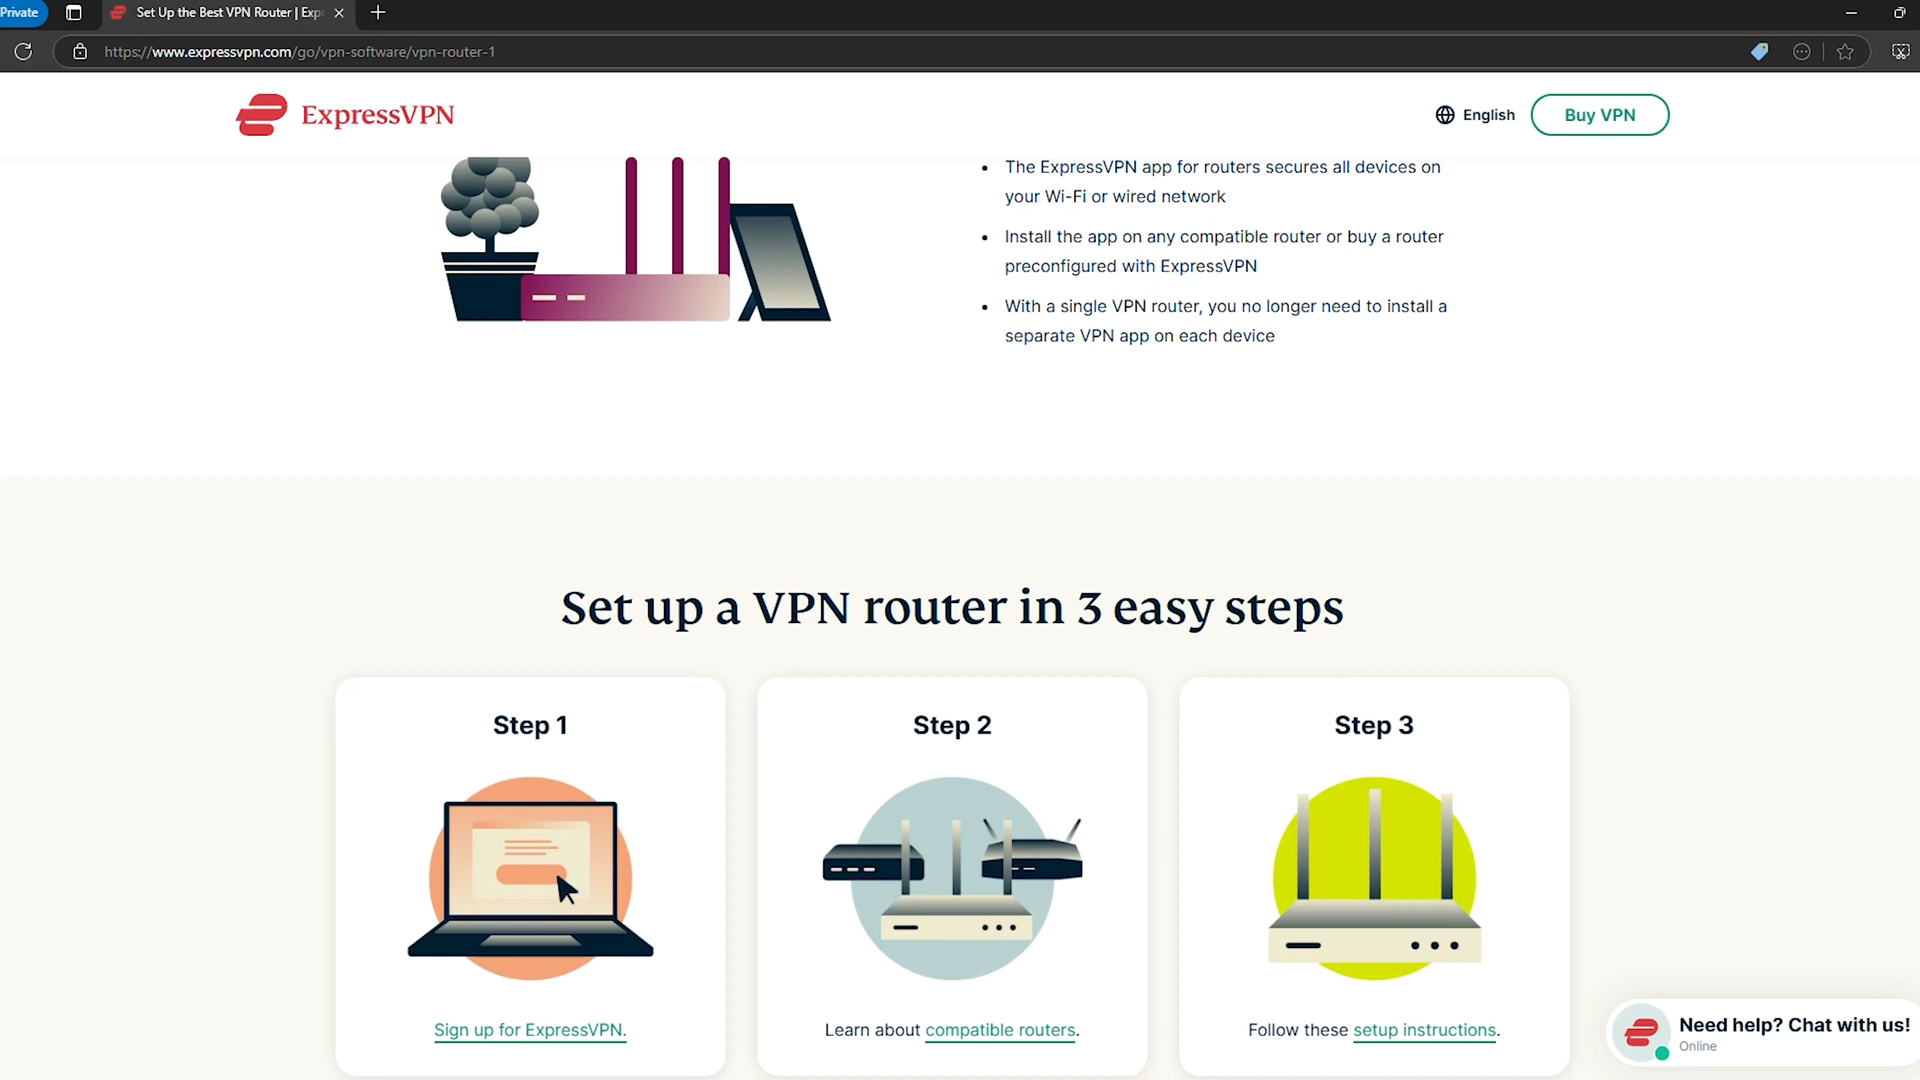 Private
Set Up the Best VPN Router | Exp
https://www.expressvpn.com/go/vpn-software/vpn-router-1
ExpressVPN
English
Buy VPN
The ExpressVPN app for routers secures all devices on
your Wi-Fi or wired network
Install the app on any compatible router or buy a router
preconfigured with ExpressVPN
With a single VPN router, you no longer need to install a
separate VPN app on each device
Set up a VPN router in 3 easy steps
Step 1
Step 2
Step 3
Sign up for ExpressVPN.
Learn about compatible routers.
Follow these setup instructions.
Need help? Chat with us!
Online